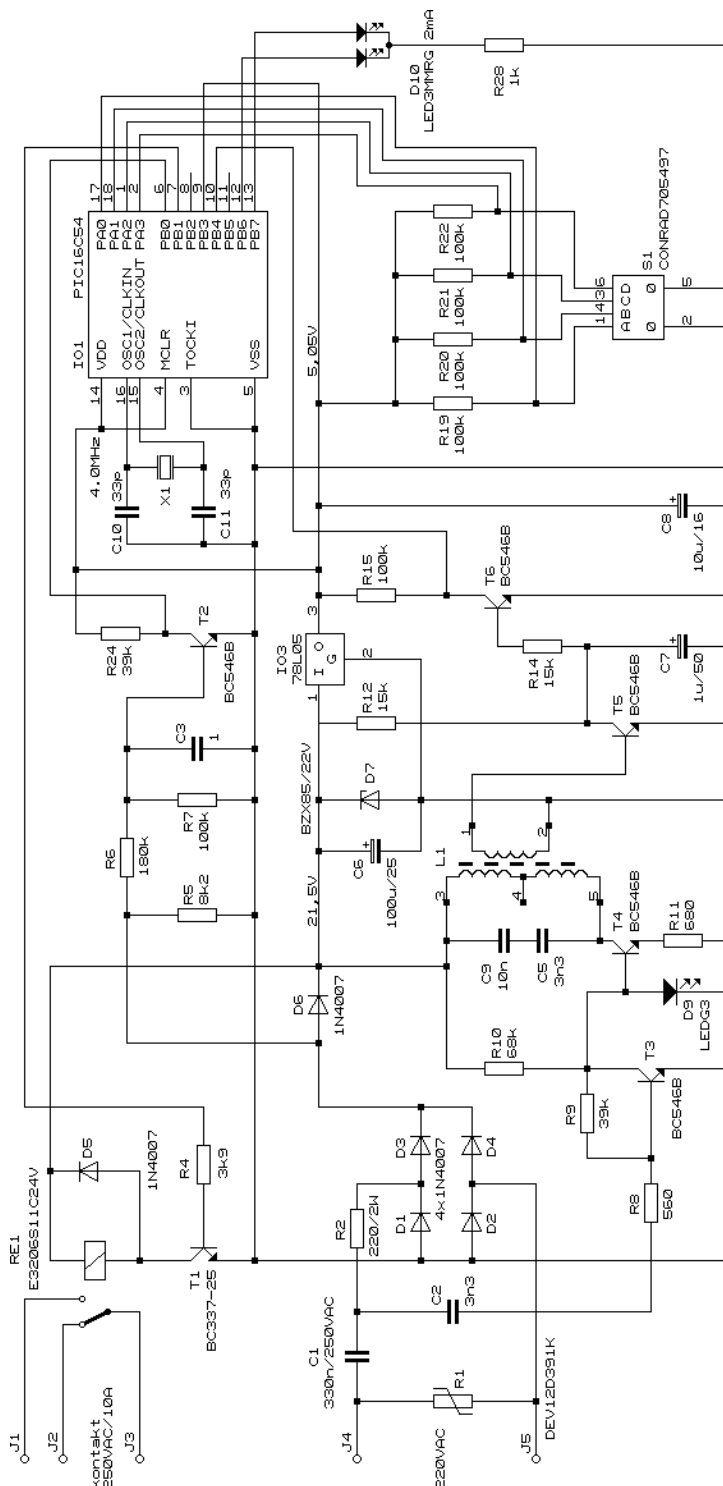 J1
J2
J3
kontakt
250VAC/10A
RE1
E3206S11C24V
D5
1N4007
R4
3k9
T1
BC337-25
J4
220VAC
J5
R1
DEV12D391K
C1
330n/250VAC
C2
3n3
R2
220/2W
D1
D3
D2
D4
4x1N4007
R8
560
R9
39k
T3
BC546B
R10
68k
D9
LEDG3
R11
680
T4
BC546B
C9
10n
C5
3n3
L1
3
4
5
1
2
D6
1N4007
R5
8k2
R6
180k
R7
100k
C3
1
T2
BC546B
R24
39k
21,5V
C6
100u/25
+
D7
BZX85/22V
R12
15k
T5
BC546B
C7
1u/50
+
R14
15k
T6
BC546B
R15
100k
IO3
78L05
I
O
G
1
3
2
C8
10u/16
+
5,05V
C10
33p
C11
33p
X1
4.0MHz
IO1
PIC16C54
VDD
OSC1/CLKIN
OSC2/CLKOUT
MCLR
TOCKI
VSS
14
16
15
4
3
5
PA0
PA1
PA2
PA3
PB0
PB1
PB2
PB3
PB4
PB5
PB6
PB7
17
18
1
2
6
7
8
9
10
11
12
13
R19
100k
R20
100k
R21
100k
R22
100k
S1
CONRAD705497
1436
ABCD
0
0
2
5
D10
LED3MMRG 2mA
R28
1k